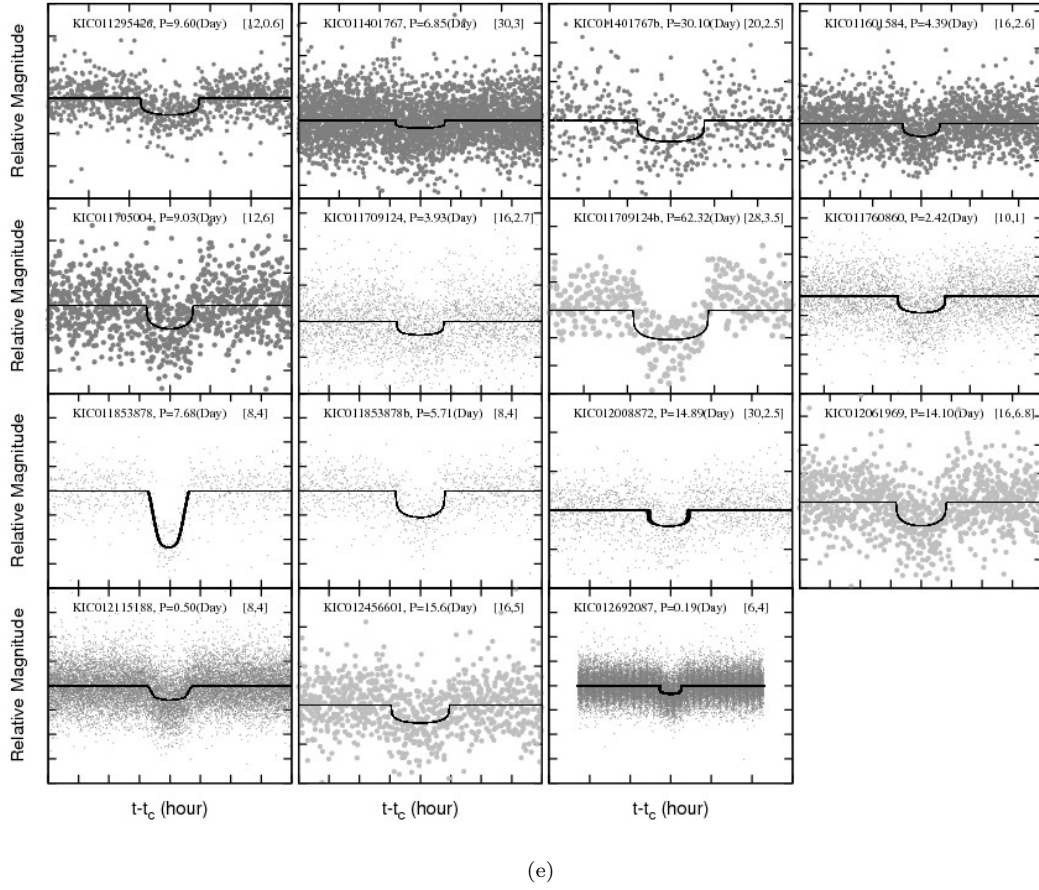 Relative Magnitude
KIC011295426, P=9.60(Day) [12,0.6]
KIC011401767, P=6.85(Day) [30,3]
KIC011401767b, P=30.10(Day) [20,2.5]
KIC011601584, P=4.39(Day) [16,2.6]
Relative Magnitude
KIC011705004, P=9.03(Day) [12,6]
KIC011709124, P=3.93(Day) [16,2.7]
KIC011709124b, P=62.32(Day) [28,3.5]
KIC011760860, P=2.42(Day) [10,1]
Relative Magnitude
KIC011853878, P=7.68(Day) [8,4]
KIC011853878b, P=5.71(Day) [8,4]
KIC012008872, P=14.89(Day) [30,2.5]
KIC012061969, P=14.10(Day) [16,6.8]
Relative Magnitude
KIC012115188, P=0.50(Day) [8,4]
KIC012456601, P=15.6(Day) [16,5]
KIC012692087, P=0.19(Day) [6,4]
t-t_c (hour)
t-t_c (hour)
t-t_c (hour)
(e)